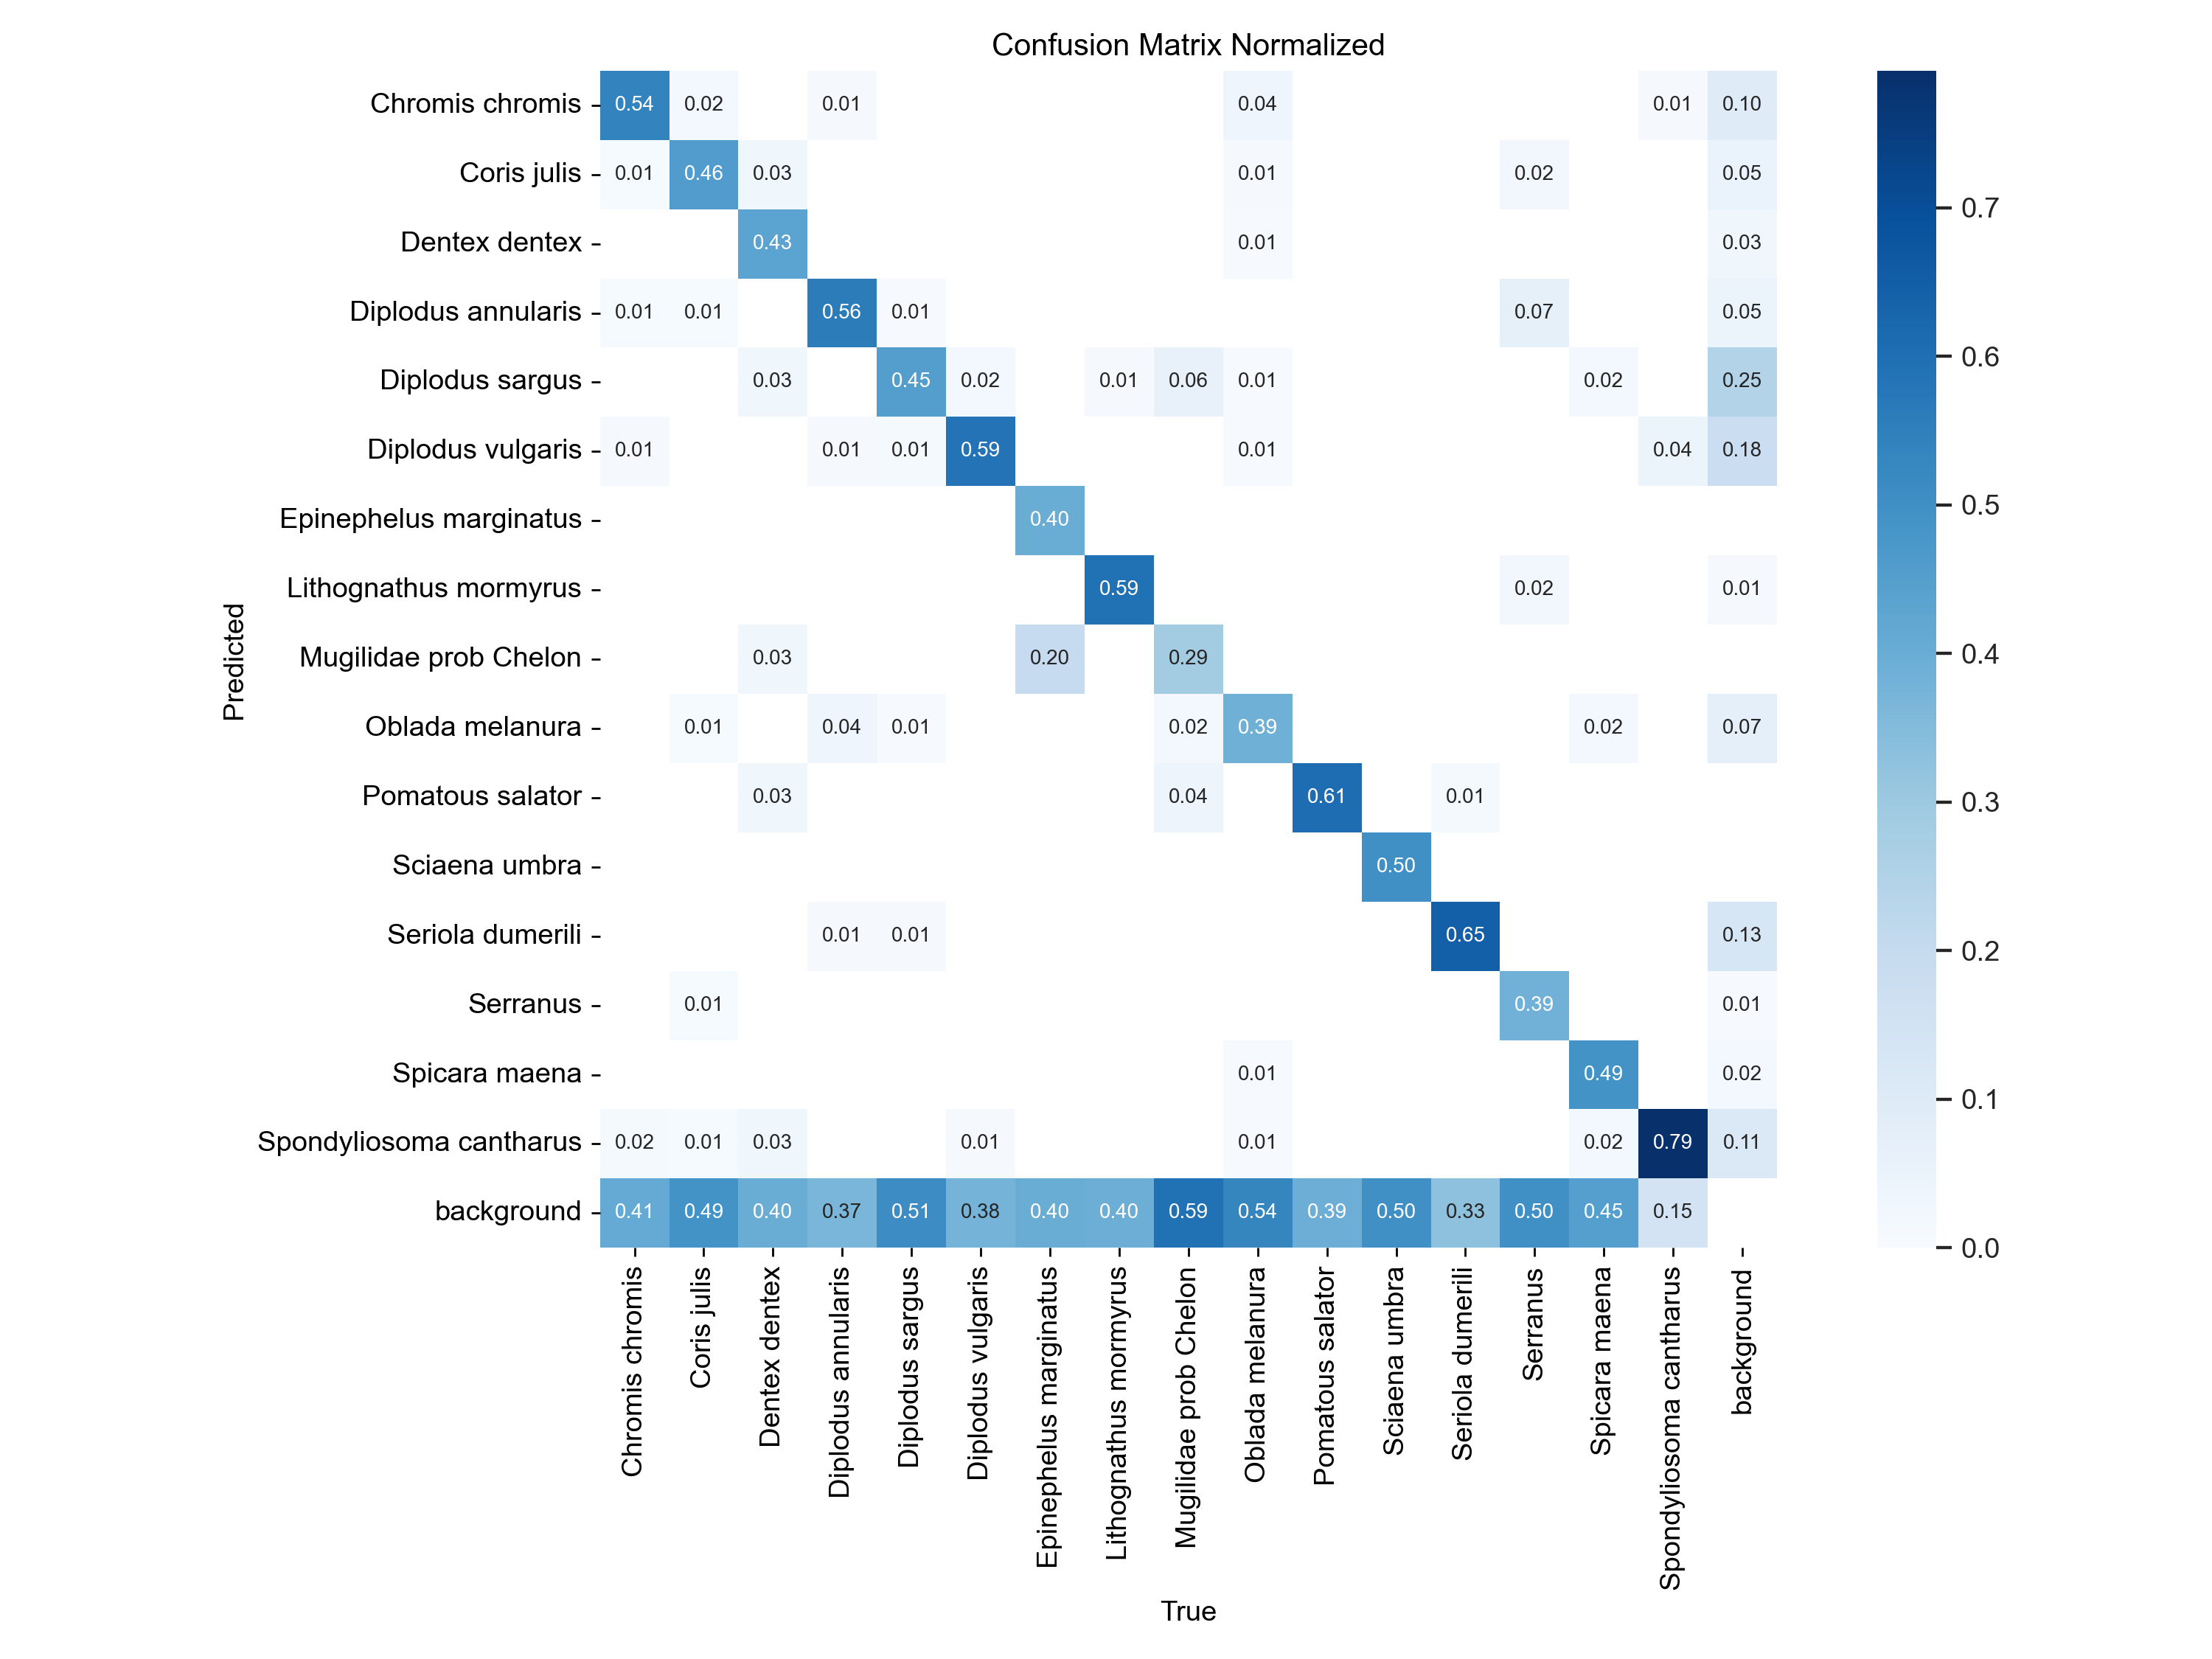 Confusion Matrix Normalized
Chromis chromis 0.54 0.02 0.01 0.04 0.01 0.10
Coris julis 0.01 0.46 0.03 0.01 0.02 0.05
Dentex dentex 0.43 0.01 0.03
Diplodus annularis 0.01 0.01 0.56 0.01 0.07 0.05
Diplodus sargus 0.03 0.45 0.02 0.01 0.06 0.01 0.02 0.25
Diplodus vulgaris 0.01 0.01 0.01 0.59 0.01 0.04 0.18
Epinephelus marginatus 0.40
Lithognathus mormyrus 0.59 0.02 0.01
Mugilidae prob Chelon 0.03 0.20 0.29
Oblada melanura 0.01 0.04 0.01 0.02 0.39 0.02 0.07
Pomatous salator 0.03 0.04 0.61 0.01
Sciaena umbra 0.50
Seriola dumerili 0.01 0.01 0.65 0.13
Serranus 0.01 0.39 0.01
Spicara maena 0.01 0.49 0.02
Spondyliosoma cantharus 0.02 0.01 0.03 0.01 0.01 0.02 0.79 0.11
background 0.41 0.49 0.40 0.37 0.51 0.38 0.40 0.40 0.59 0.54 0.39 0.50 0.33 0.50 0.45 0.15
Predicted
Chromis chromis
Coris julis
Dentex dentex
Diplodus annularis
Diplodus sargus
Diplodus vulgaris
Epinephelus marginatus
Lithognathus mormyrus
Mugilidae prob Chelon
Oblada melanura
Pomatous salator
Sciaena umbra
Seriola dumerili
Serranus
Spicara maena
Spondyliosoma cantharus
background
True
0.7
0.6
0.5
0.4
0.3
0.2
0.1
0.0